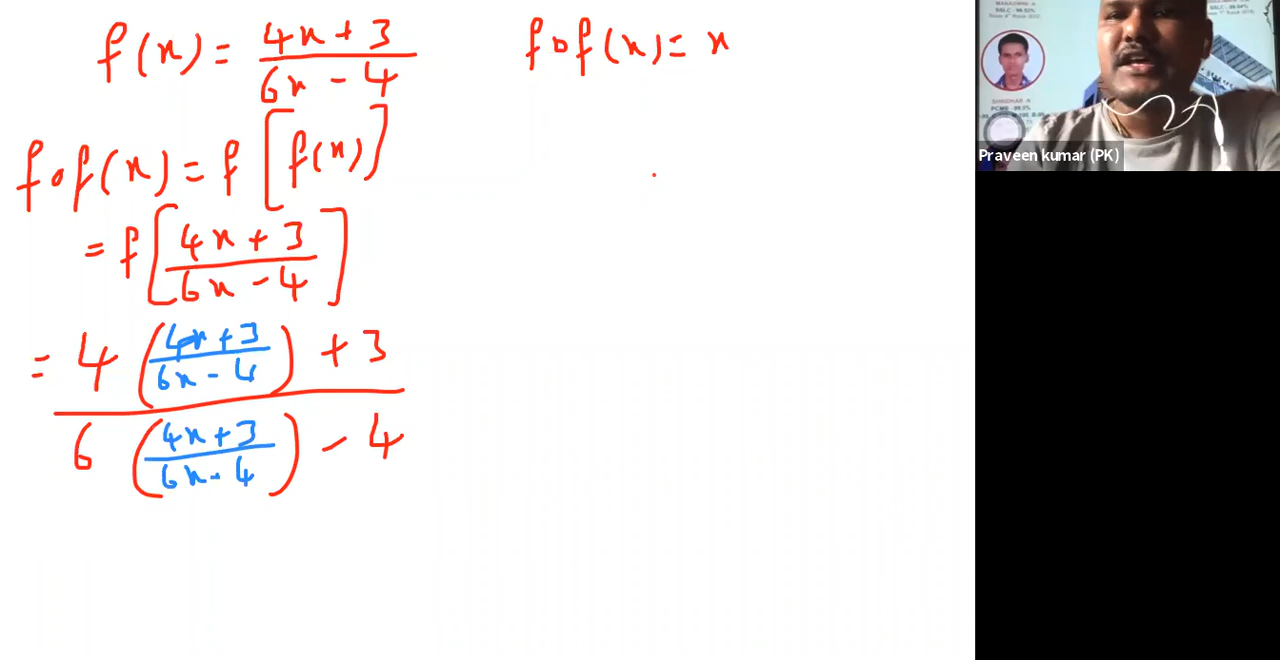 f(x) = (4x + 3)/(6x - 4)
fof(x) = x
fof(x) = f[f(x)]
= f[(4x + 3)/(6x - 4)]
= (4((4x + 3)/(6x - 4)) + 3)/(6((4x + 3)/(6x - 4)) - 4)
Praveen kumar (PK)